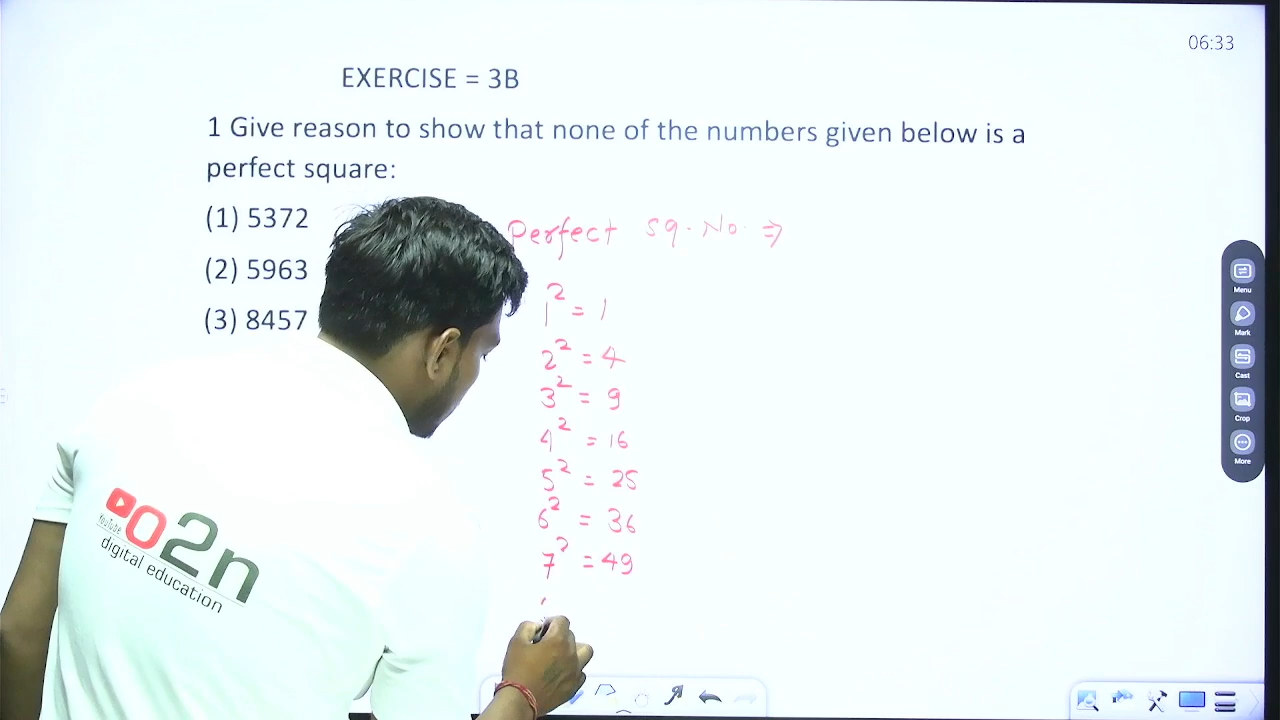 06:33
EXERCISE = 3B
1 Give reason to show that none of the numbers given below is a
perfect square:
(1) 5372
(2) 5963
(3) 8457
Perfect sq. No. ⇒
1² = 1
2² = 4
3² = 9
4² = 16
5² = 25
6² = 36
7² = 49
Menu
Mark
Cast
Crop
More
YouTube
o2n
digital education